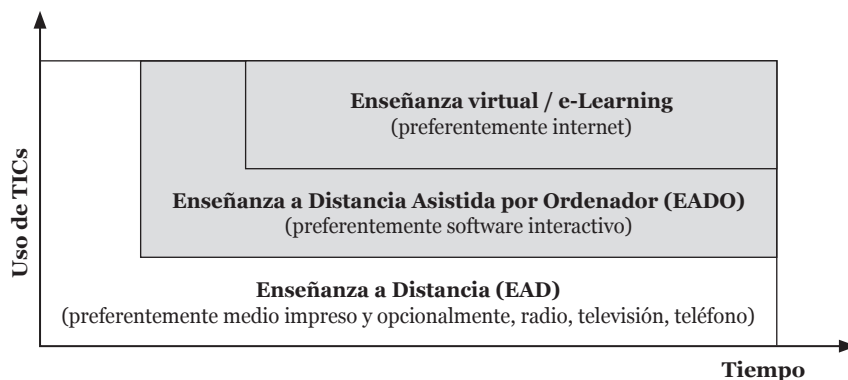 Uso de TICs
Enseñanza virtual / e-Learning
(preferentemente internet)
Enseñanza a Distancia Asistida por Ordenador (EADO)
(preferentemente software interactivo)
Enseñanza a Distancia (EAD)
(preferentemente medio impreso y opcionalmente, radio, televisión, teléfono)
Tiempo